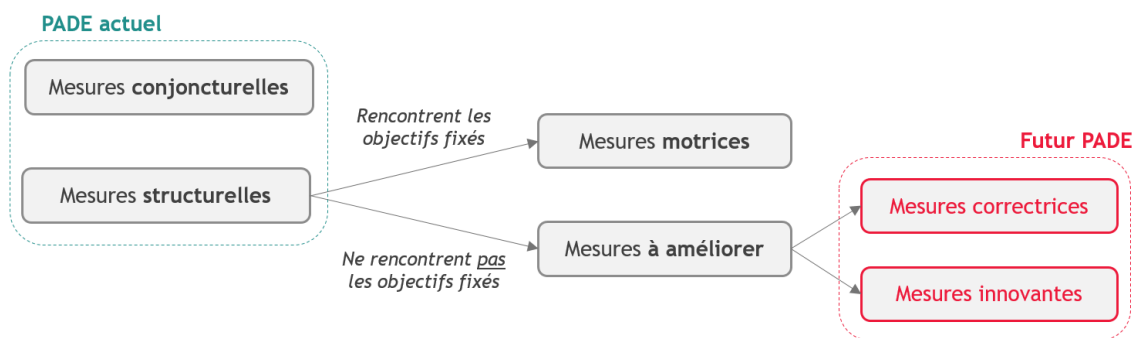 PADE actuel
Mesures conjoncturelles
Mesures structurelles
Rencontrent les
objectifs fixés
Ne rencontrent pas
les objectifs fixés
Mesures motrices
Mesures à améliorer
Futur PADE
Mesures correctrices
Mesures innovantes